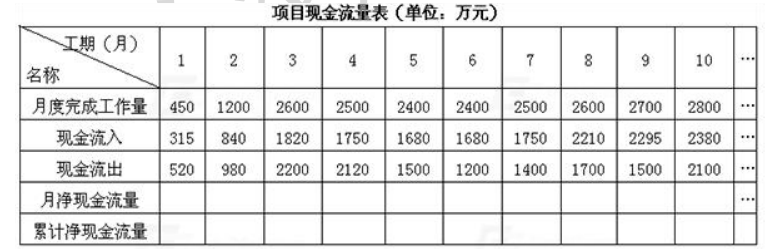 项目现金流量表（单位：万元）
工期（月） 名称 1 2 3 4 5 6 7 8 9 10 …
月度完成工作量 450 1200 2600 2500 2400 2400 2500 2600 2700 2800 …
现金流入 315 840 1820 1750 1680 1680 1750 2210 2295 2380 …
现金流出 520 980 2200 2120 1500 1200 1400 1700 1500 2100 …
月净现金流量 …
累计净现金流量